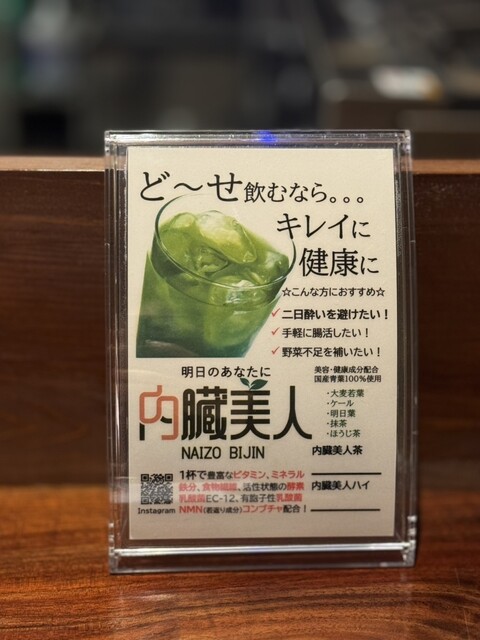 ど〜せ飲むなら。。。
キレイに
健康に
☆こんな方におすすめ☆
✓二日酔いを避けたい！
✓手軽に腸活したい！
✓野菜不足を補いたい！
明日のあなたに
内臓美人
NAIZO BIJIN
美容・健康成分配合
国産青葉100％使用
・大麦若葉
・ケール
・明日葉
・抹茶
・ほうじ茶
内臓美人茶
内臓美人ハイ
1杯で豊富なビタミン、ミネラル
鉄分、食物繊維、活性状態の酵素
乳酸菌EC-12、有胞子性乳酸菌
NMN(若返り成分)コンブチャ配合！
Instagram